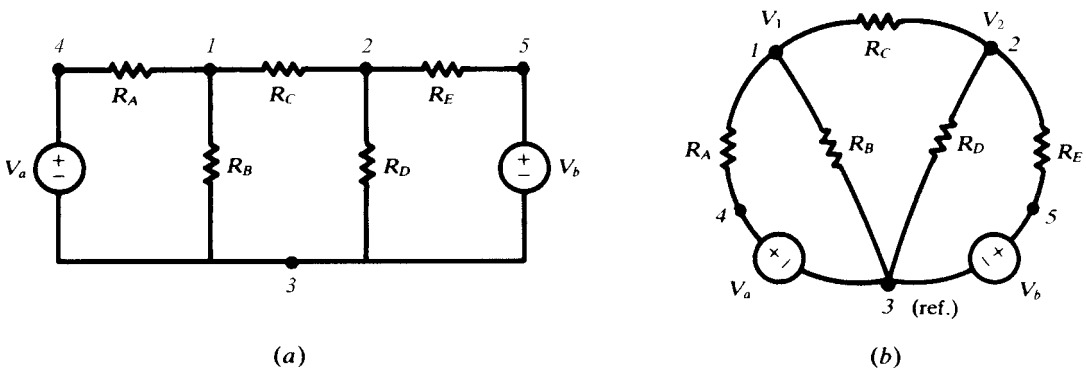 4 1 2 5
R_A R_C R_E
V_a + − R_B R_D + − V_b
3
(a)
V_1 V_2
1 R_C 2
R_A R_B R_D R_E
4 5
+ − − +
V_a V_b
3 (ref.)
(b)